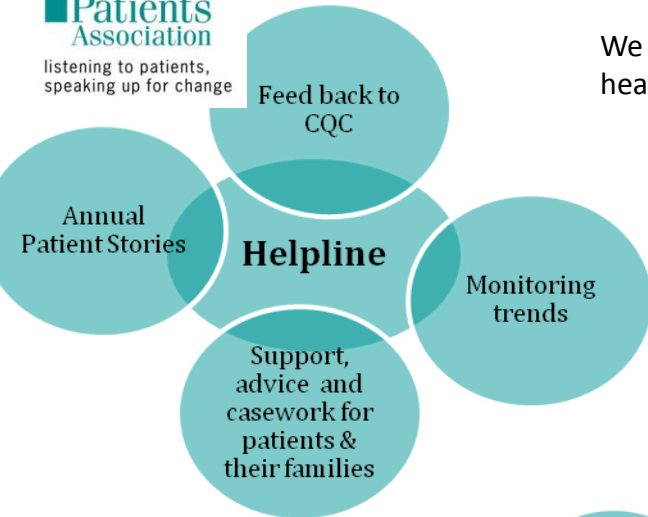 Patients
Association
listening to patients,
speaking up for change
We
Feed back to
CQC
Annual
Patient Stories
Helpline
Monitoring
trends
Support,
advice and
casework for
patients &
their families